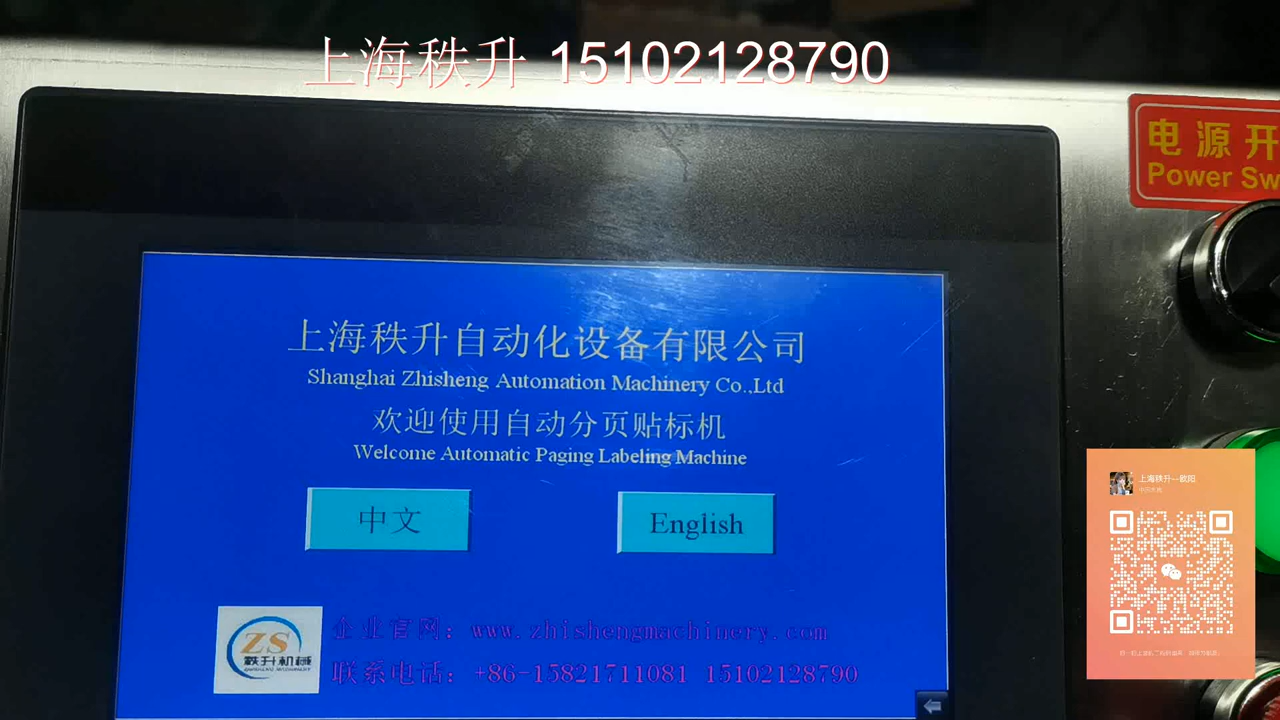 上海秩升 15102128790
电源开
Power Sw
上海秩升自动化设备有限公司
Shanghai Zhisheng Automation Machinery Co.,Ltd
欢迎使用自动分页贴标机
Welcome Automatic Paging Labeling Machine
中文
English
ZS
秩升机械
企业官网：www.zhishengmachinery.com
联系电话：+86-15821711081 15102128790
上海秩升---欧阳